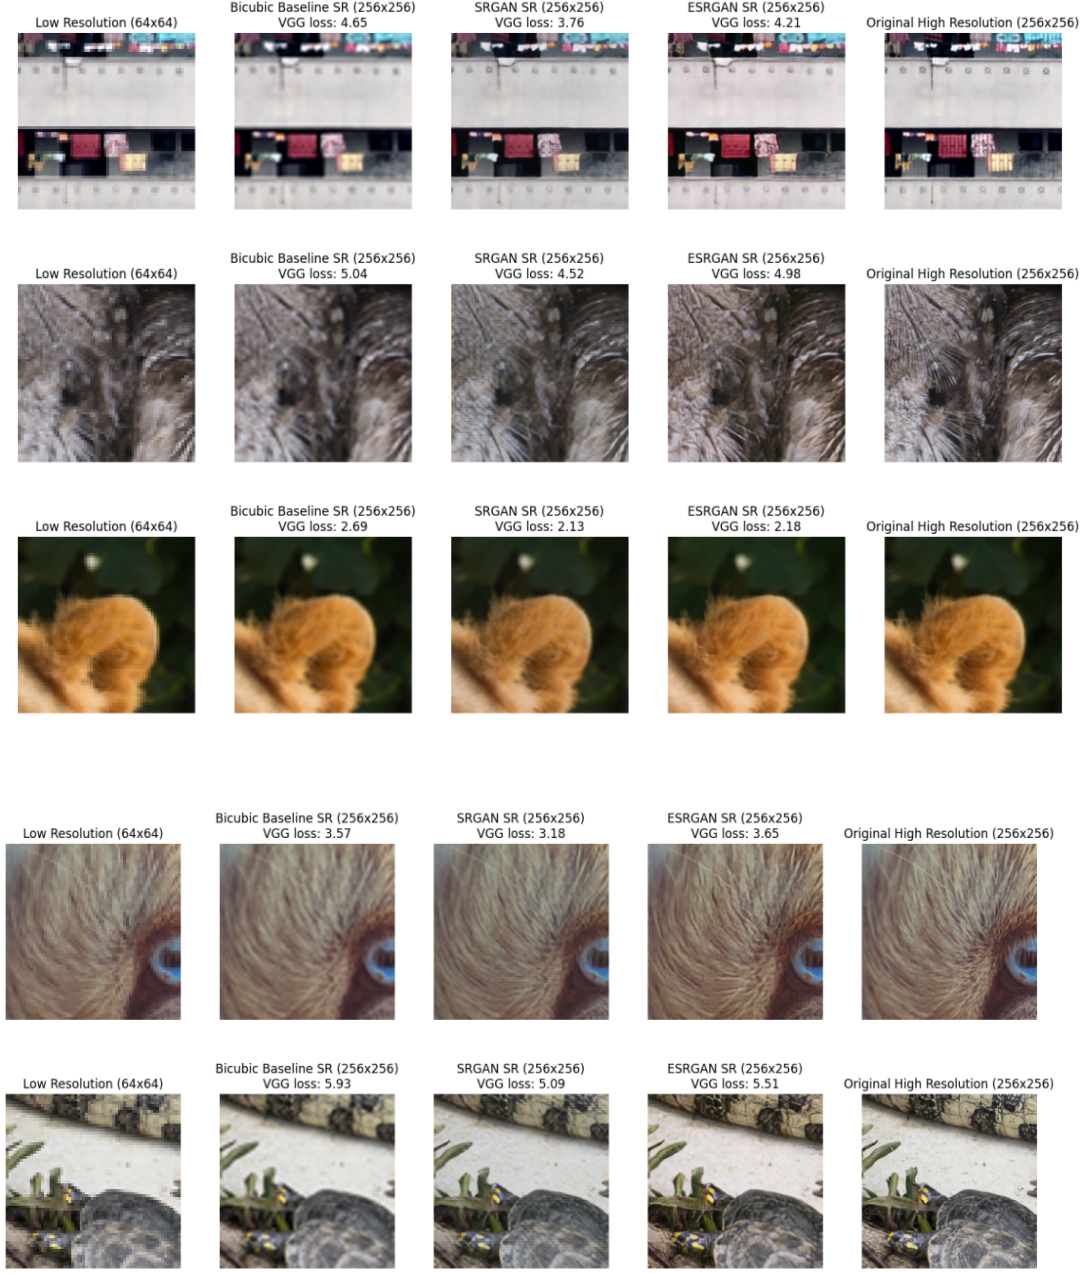 Low Resolution (64x64)
Bicubic Baseline SR (256x256)
VGG loss: 4.65
SRGAN SR (256x256)
VGG loss: 3.76
ESRGAN SR (256x256)
VGG loss: 4.21
Original High Resolution (256x256)
Low Resolution (64x64)
Bicubic Baseline SR (256x256)
VGG loss: 5.04
SRGAN SR (256x256)
VGG loss: 4.52
ESRGAN SR (256x256)
VGG loss: 4.98
Original High Resolution (256x256)
Low Resolution (64x64)
Bicubic Baseline SR (256x256)
VGG loss: 2.69
SRGAN SR (256x256)
VGG loss: 2.13
ESRGAN SR (256x256)
VGG loss: 2.18
Original High Resolution (256x256)
Low Resolution (64x64)
Bicubic Baseline SR (256x256)
VGG loss: 3.57
SRGAN SR (256x256)
VGG loss: 3.18
ESRGAN SR (256x256)
VGG loss: 3.65
Original High Resolution (256x256)
Low Resolution (64x64)
Bicubic Baseline SR (256x256)
VGG loss: 5.93
SRGAN SR (256x256)
VGG loss: 5.09
ESRGAN SR (256x256)
VGG loss: 5.51
Original High Resolution (256x256)